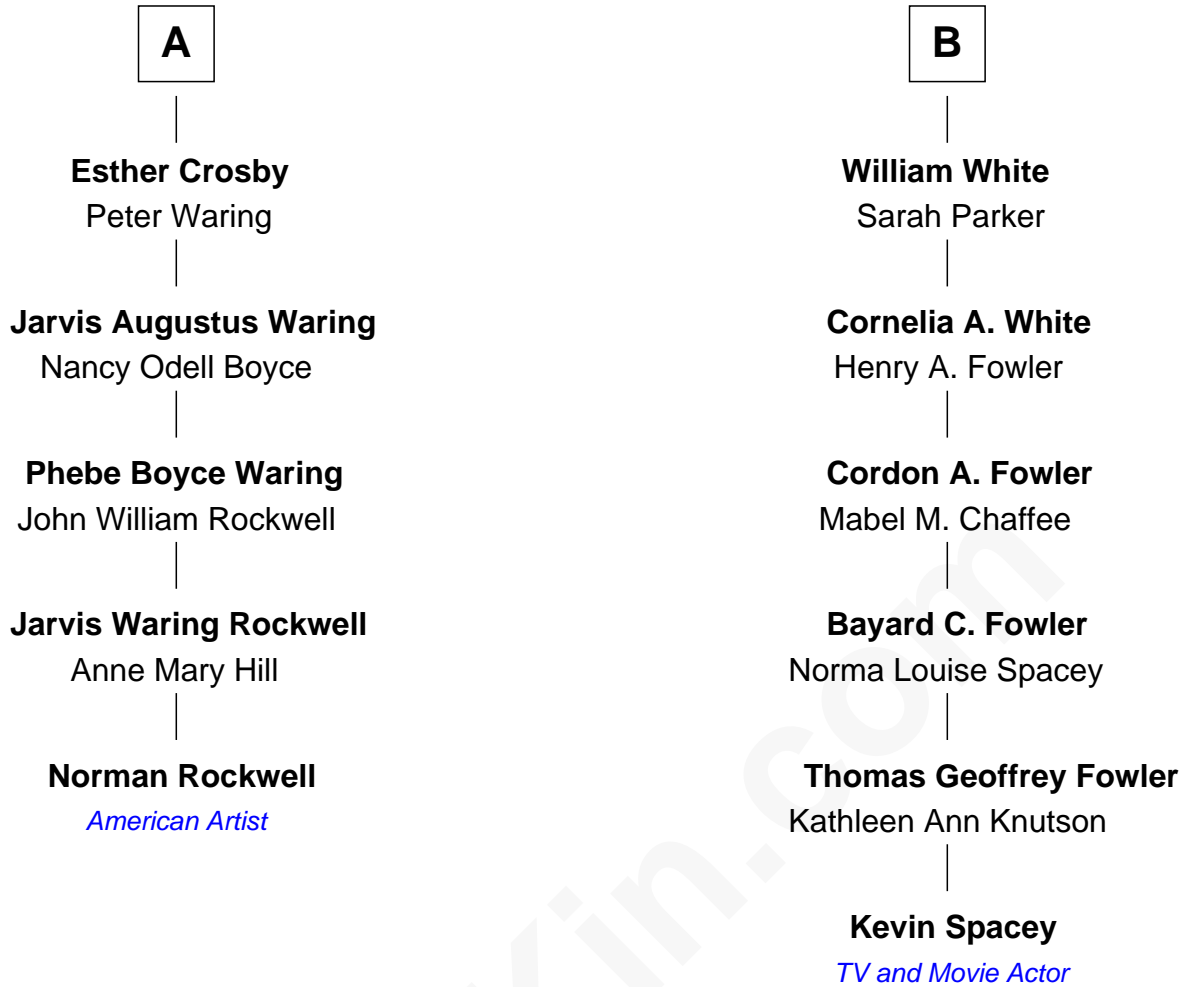 A
Esther Crosby
Peter Waring
Jarvis Augustus Waring
Nancy Odell Boyce
Phebe Boyce Waring
John William Rockwell
Jarvis Waring Rockwell
Anne Mary Hill
Norman Rockwell
American Artist
B
William White
Sarah Parker
Cornelia A. White
Henry A. Fowler
Cordon A. Fowler
Mabel M. Chaffee
Bayard C. Fowler
Norma Louise Spacey
Thomas Geoffrey Fowler
Kathleen Ann Knutson
Kevin Spacey
TV and Movie Actor
Kin.com